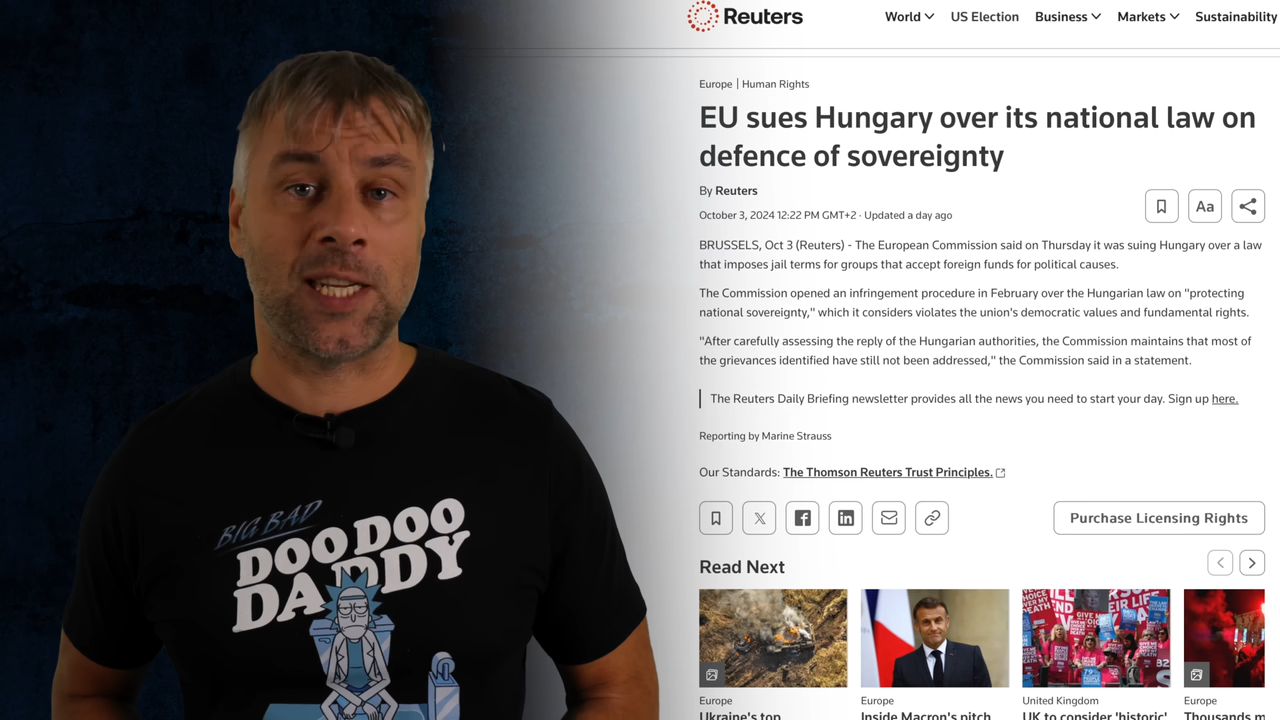 Reuters
World
US Election
Business
Markets
Sustainability
Europe | Human Rights
EU sues Hungary over its national law on
defence of sovereignty
By Reuters
October 3, 2024 12:22 PM GMT+2 · Updated a day ago
Aa
BRUSSELS, Oct 3 (Reuters) - The European Commission said on Thursday it was suing Hungary over a law
that imposes jail terms for groups that accept foreign funds for political causes.
The Commission opened an infringement procedure in February over the Hungarian law on "protecting
national sovereignty," which it considers violates the union's democratic values and fundamental rights.
"After carefully assessing the reply of the Hungarian authorities, the Commission maintains that most of
the grievances identified have still not been addressed," the Commission said in a statement.
The Reuters Daily Briefing newsletter provides all the news you need to start your day. Sign up here.
Reporting by Marine Strauss
Our Standards: The Thomson Reuters Trust Principles.
Purchase Licensing Rights
Read Next
Europe
Ukraine's top
Europe
Inside Macron's pitch
United Kingdom
UK to consider 'historic'
Europe
Thousands m
BIG BAD
DOO DOO
DADDY